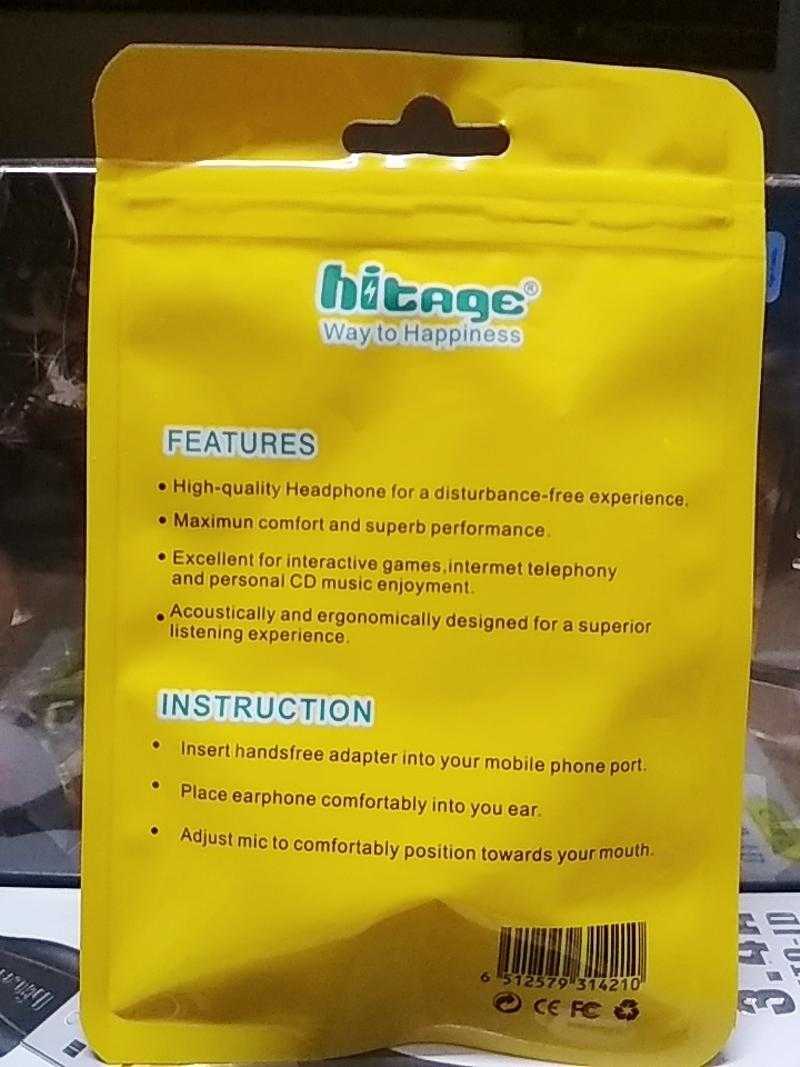 hitage®
Way to Happiness
FEATURES
• High-quality Headphone for a disturbance-free experience.
• Maximun comfort and superb performance.
• Excellent for interactive games,intermet telephony
and personal CD music enjoyment.
• Acoustically and ergonomically designed for a superior
listening experience.
INSTRUCTION
• Insert handsfree adapter into your mobile phone port.
• Place earphone comfortably into you ear.
• Adjust mic to comfortably position towards your mouth.
6 512579 314210
CE FC
3.4A